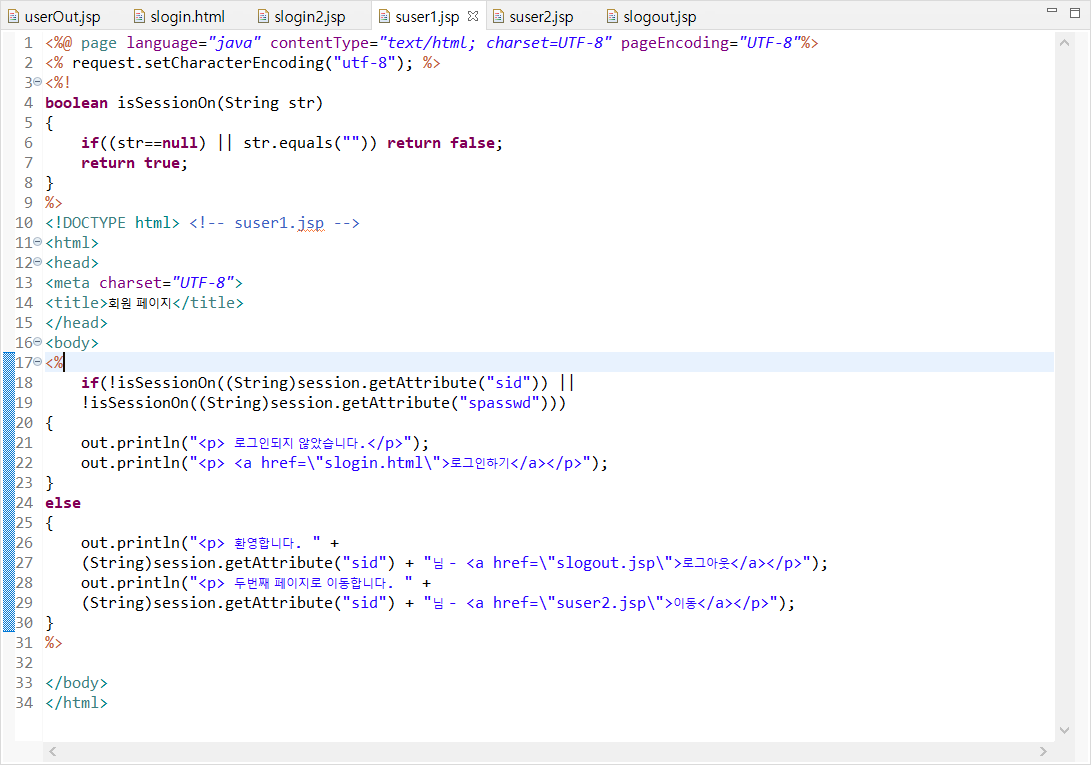 userOut.jsp slogin.html slogin2.jsp suser1.jsp suser2.jsp slogout.jsp
1 <%@ page language="java" contentType="text/html; charset=UTF-8" pageEncoding="UTF-8"%>
2 <% request.setCharacterEncoding("utf-8"); %>
3 <%!
4 boolean isSessionOn(String str)
5 {
6     if((str==null) || str.equals("")) return false;
7     return true;
8 }
9 %>
10 <!DOCTYPE html> <!-- suser1.jsp -->
11 <html>
12 <head>
13 <meta charset="UTF-8">
14 <title>회원 페이지</title>
15 </head>
16 <body>
17 <%
18     if(!isSessionOn((String)session.getAttribute("sid")) ||
19     !isSessionOn((String)session.getAttribute("spasswd")))
20 {
21     out.println("<p> 로그인되지 않았습니다.</p>");
22     out.println("<p> <a href=\"slogin.html\">로그인하기</a></p>");
23 }
24 else
25 {
26     out.println("<p> 환영합니다. " +
27     (String)session.getAttribute("sid") + "님 - <a href=\"slogout.jsp\">로그아웃</a></p>");
28     out.println("<p> 두번째 페이지로 이동합니다. " +
29     (String)session.getAttribute("sid") + "님 - <a href=\"suser2.jsp\">이동</a></p>");
30 }
31 %>
32
33 </body>
34 </html>